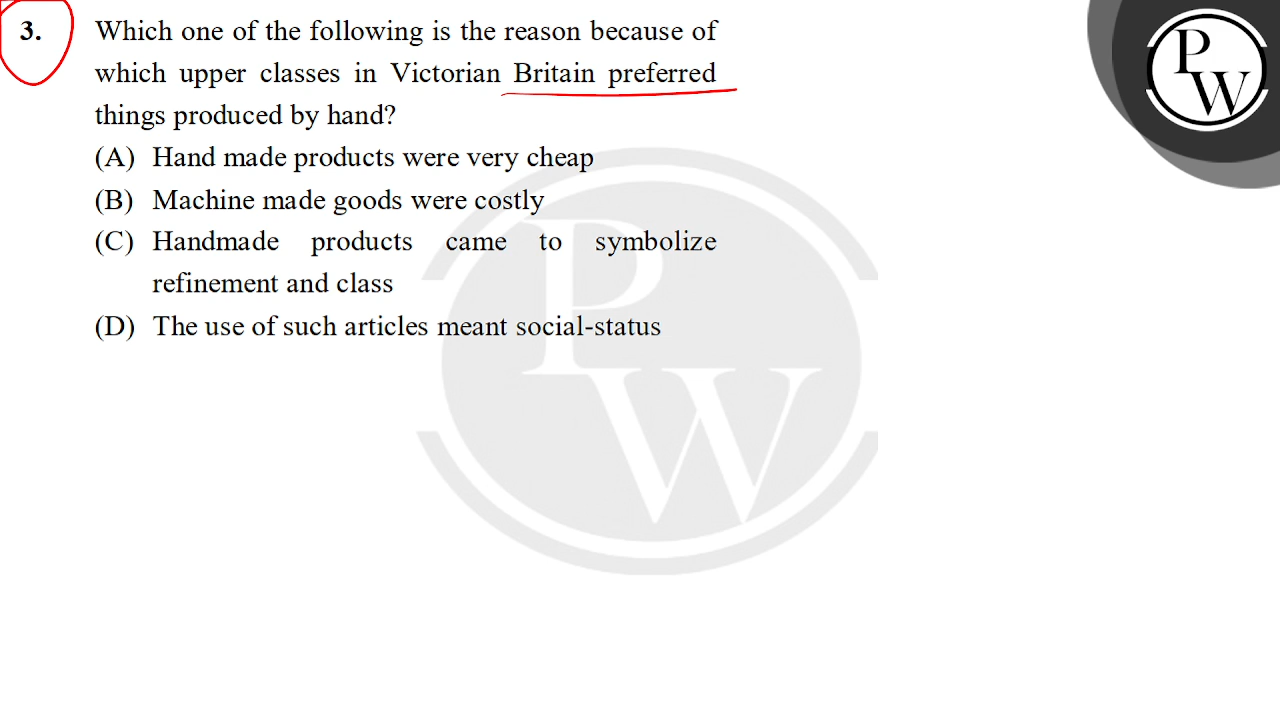 3. Which one of the following is the reason because of
which upper classes in Victorian Britain preferred
things produced by hand?
(A) Hand made products were very cheap
(B) Machine made goods were costly
(C) Handmade products came to symbolize
refinement and class
(D) The use of such articles meant social-status
PW
PW